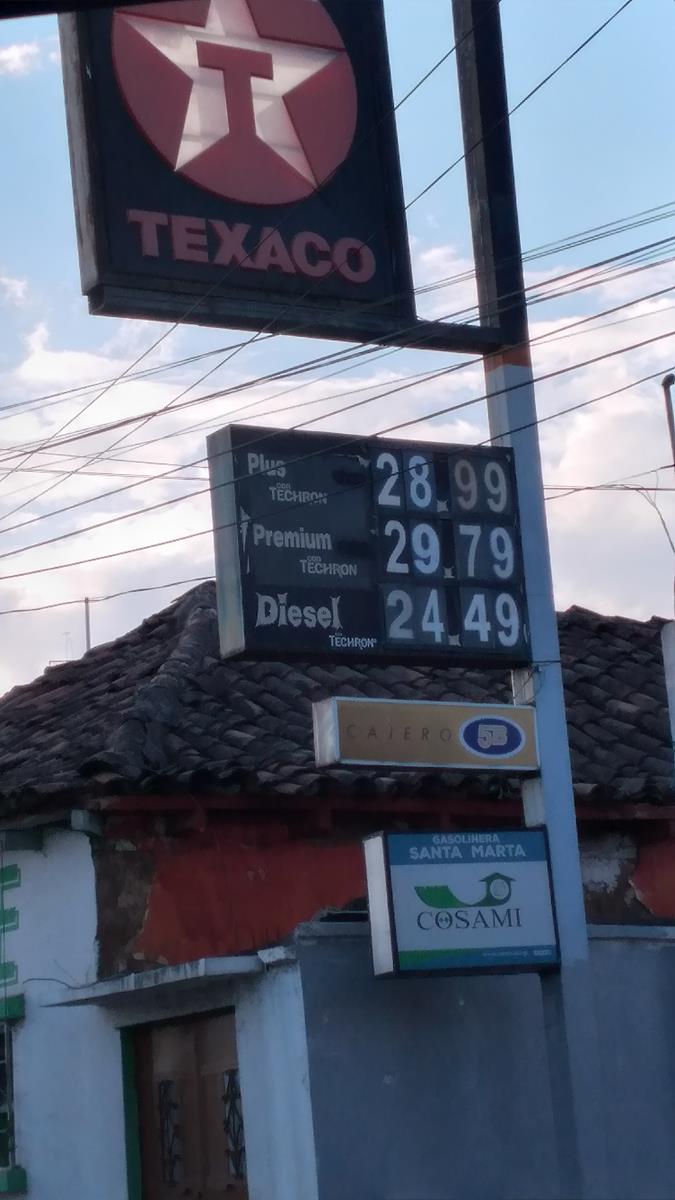 T
TEXACO
Plus 28.99
con
TECHRON
Premium 29.79
con
TECHRON
Diesel 24.49
con
TECHRON
CAJERO 5B
GASOLINERA
SANTA MARTA
COSAMI